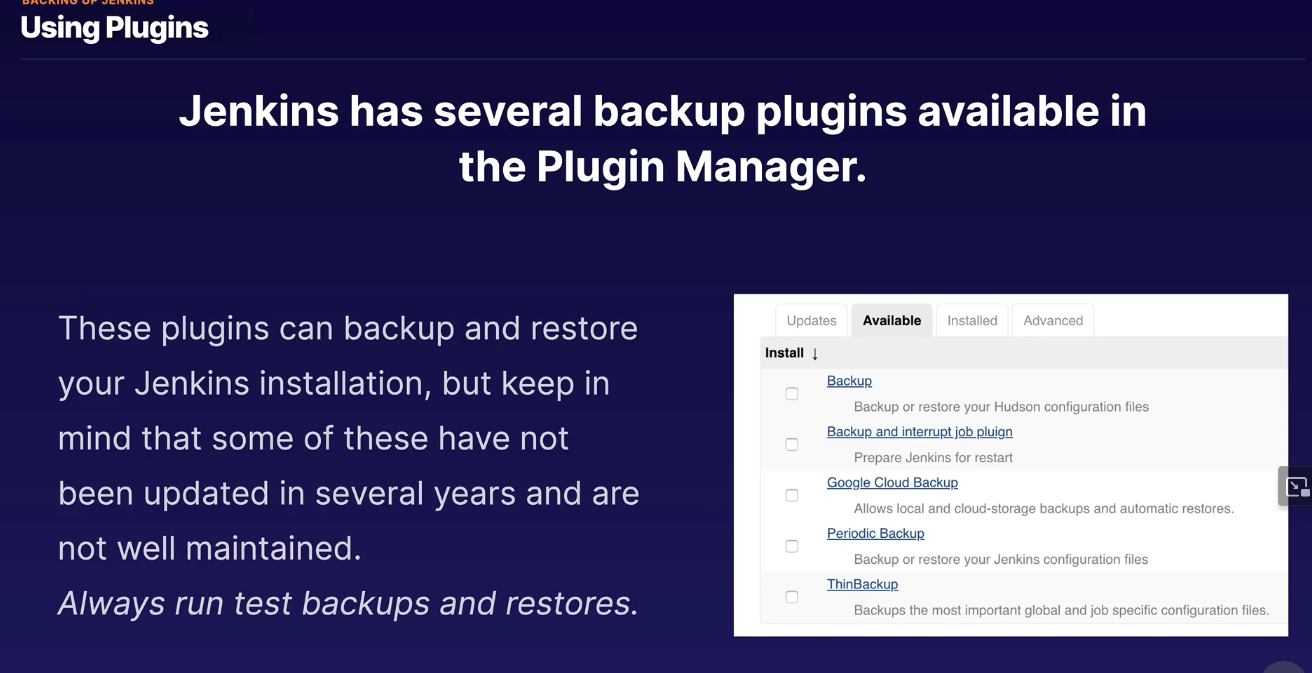 BACKING UP JENKINS
Using Plugins
Jenkins has several backup plugins available in
the Plugin Manager.
These plugins can backup and restore
your Jenkins installation, but keep in
mind that some of these have not
been updated in several years and are
not well maintained.
Always run test backups and restores.
Updates Available Installed Advanced
Install ↓
Backup
Backup or restore your Hudson configuration files
Backup and interrupt job pluign
Prepare Jenkins for restart
Google Cloud Backup
Allows local and cloud-storage backups and automatic restores.
Periodic Backup
Backup or restore your Jenkins configuration files
ThinBackup
Backups the most important global and job specific configuration files.